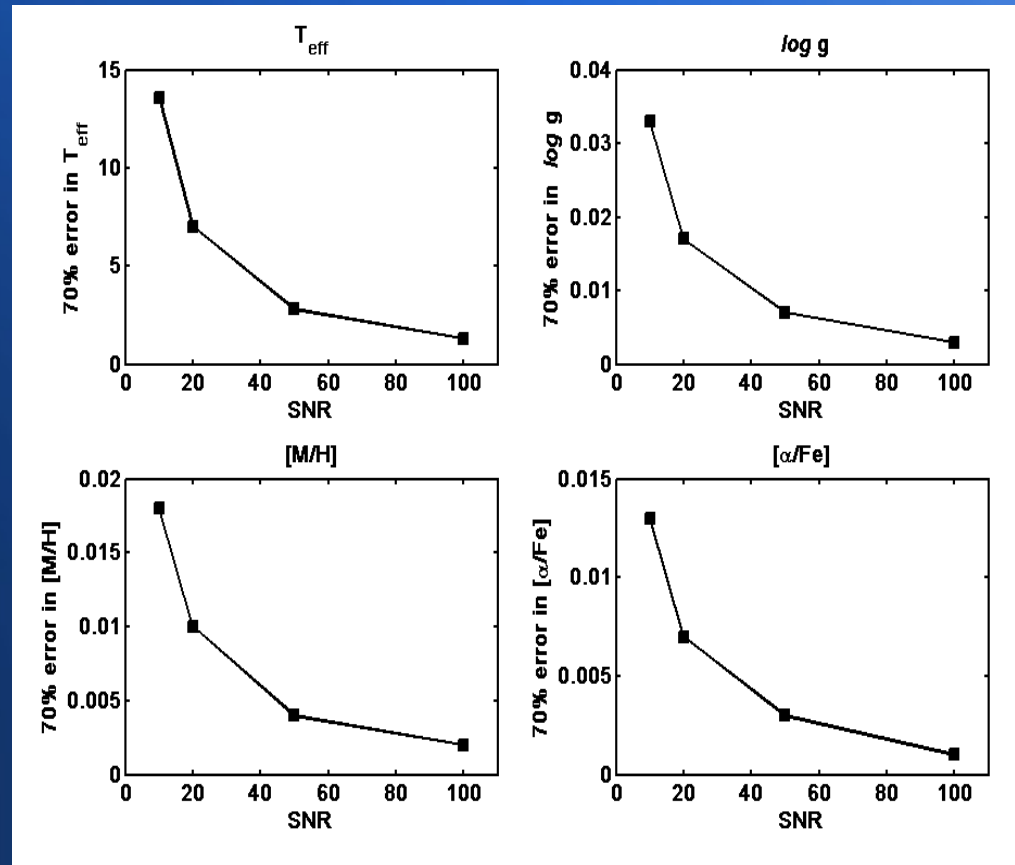 T_eff
70% error in T_eff
15
10
5
0
0 20 40 60 80 100
SNR
log g
70% error in log g
0.04
0.03
0.02
0.01
0
0 20 40 60 80 100
SNR
[M/H]
70% error in [M/H]
0.02
0.015
0.01
0.005
0
0 20 40 60 80 100
SNR
[α/Fe]
70% error in [α/Fe]
0.015
0.01
0.005
0
0 20 40 60 80 100
SNR